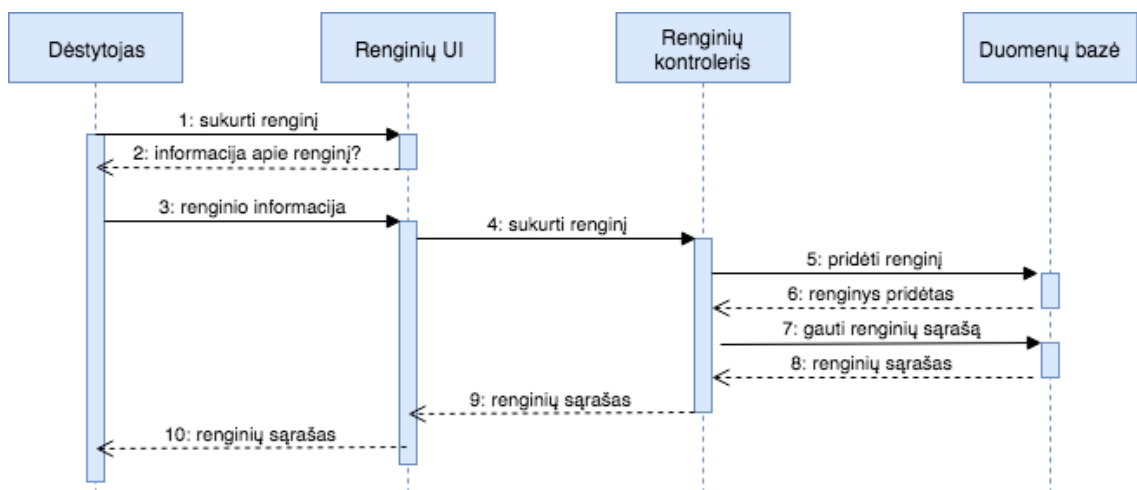 Dėstytojas
Renginių UI
Renginių
kontroleris
Duomenų bazė
1: sukurti renginį
2: informacija apie renginį?
3: renginio informacija
4: sukurti renginį
5: pridėti renginį
6: renginys pridėtas
7: gauti renginių sąrašą
8: renginių sąrašas
9: renginių sąrašas
10: renginių sąrašas